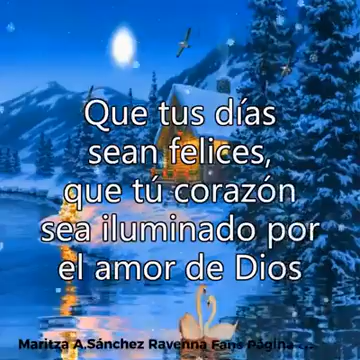 Que tus días
sean felices,
que tú corazón
sea iluminado por
el amor de Dios
Maritza A.Sánchez Ravenna Fans Página ...